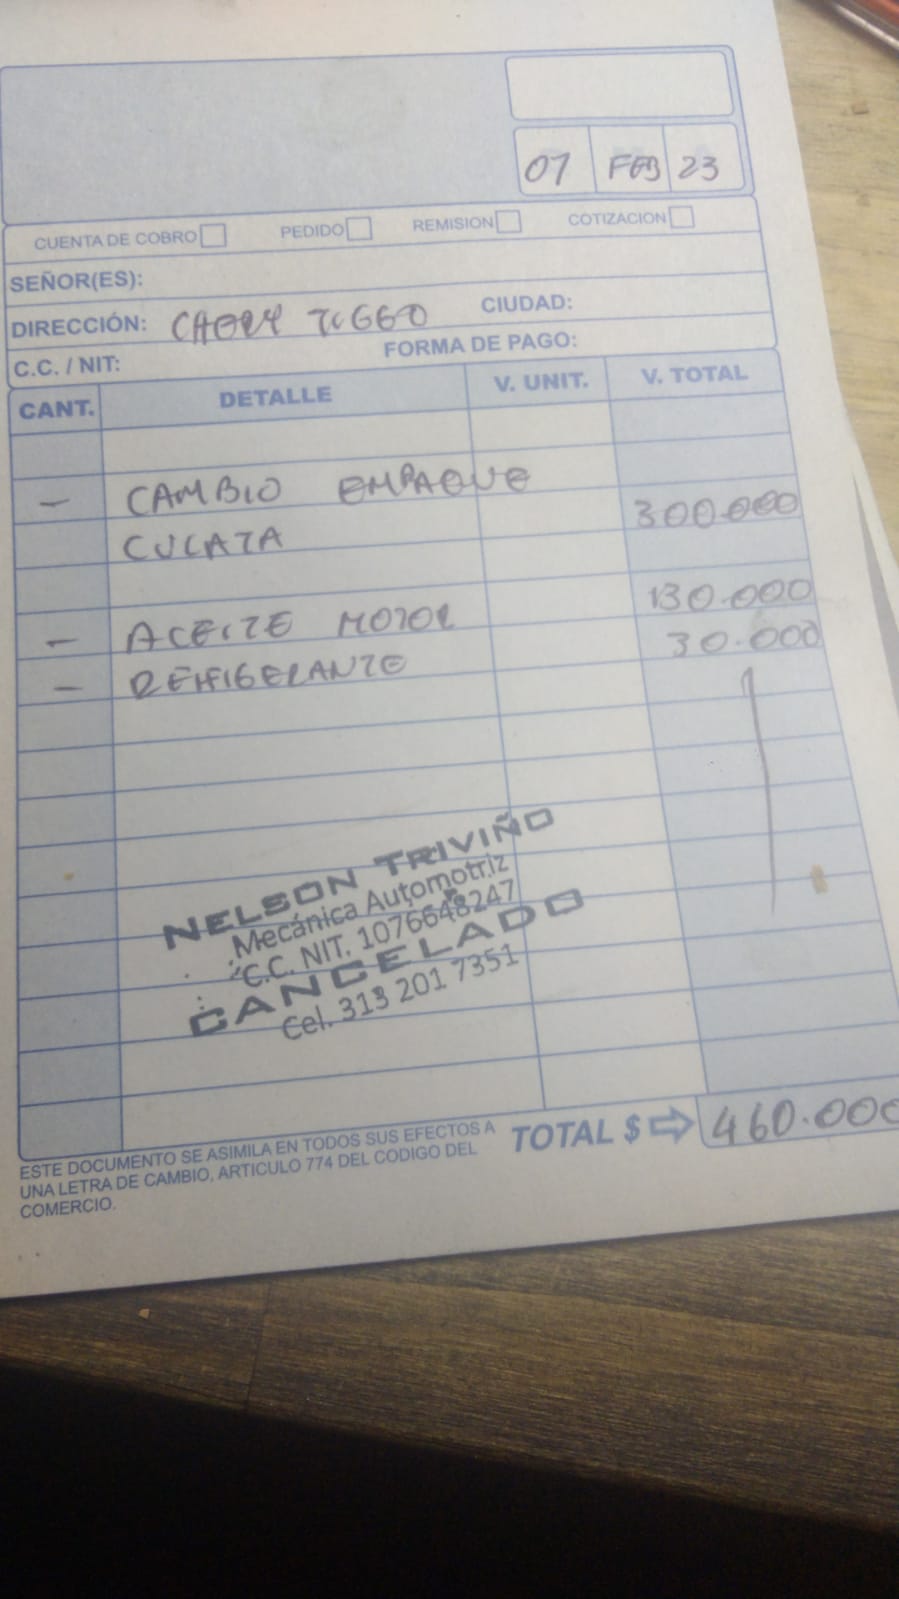 07 FEB 23
CUENTA DE COBRO PEDIDO REMISION COTIZACION
SEÑOR(ES):
DIRECCIÓN: CHERY TIGGO CIUDAD:
C.C. / NIT: FORMA DE PAGO:
CANT. DETALLE V. UNIT. V. TOTAL
- CAMBIO EMPAQUE
CULATA 300.000
- ACEITE MOTOR 130.000
- REFIGERANTE 30.000
NELSON TRIVIÑO
Mecánica Automotriz
C.C. NIT. 1076648247
CANCELADO
Cel. 313 201 7351
TOTAL $ 460.000
ESTE DOCUMENTO SE ASIMILA EN TODOS SUS EFECTOS A
UNA LETRA DE CAMBIO, ARTICULO 774 DEL CODIGO DEL
COMERCIO.